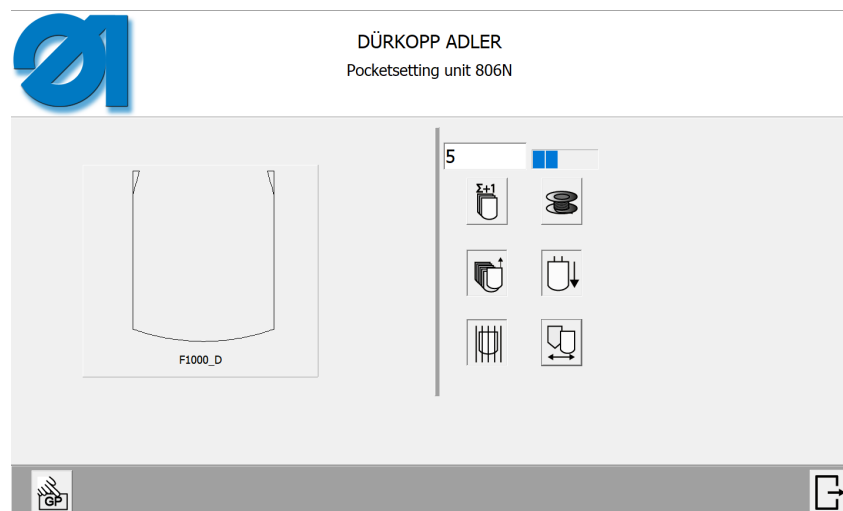 DÜRKOPP ADLER
Pocketsetting unit 806N
5
Σ+1
F1000_D
GP